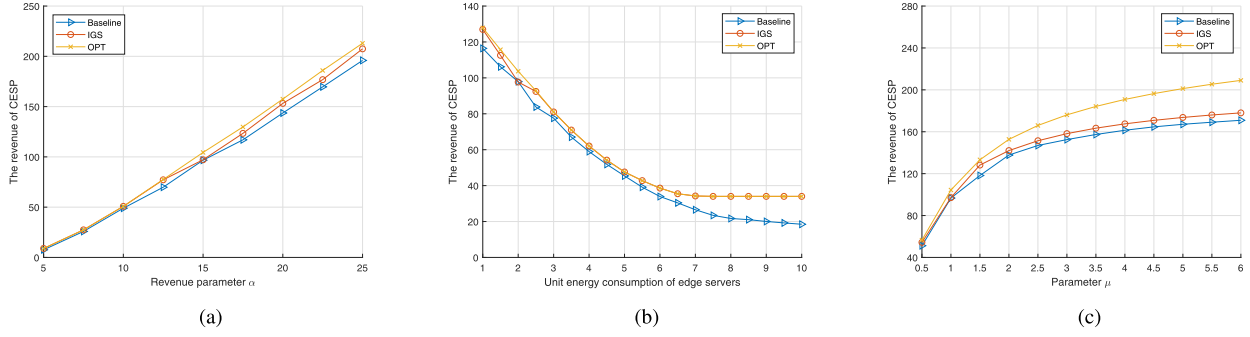 250
200
150
100
50
0
The revenue of CESP
Baseline
IGS
OPT
5 10 15 20 25
Revenue parameter α
(a)
140
120
100
80
60
40
20
0
The revenue of CESP
Baseline
IGS
OPT
1 2 3 4 5 6 7 8 9 10
Unit energy consumption of edge servers
(b)
280
240
200
160
120
80
40
The revenue of CESP
Baseline
IGS
OPT
0.5 1 1.5 2 2.5 3 3.5 4 4.5 5 5.5 6
Parameter μ
(c)